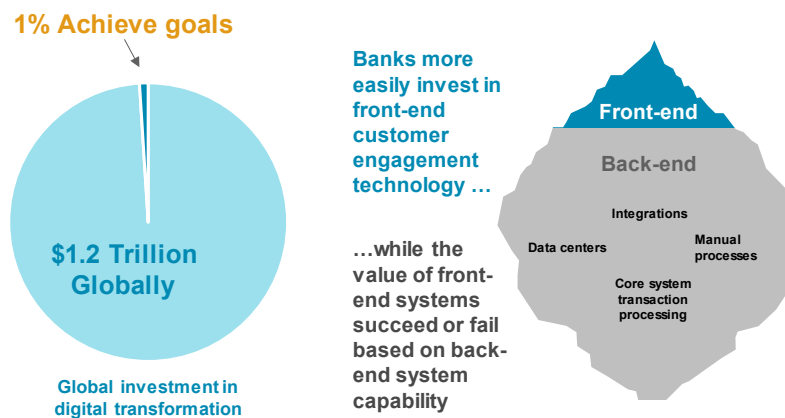 1% Achieve goals
$1.2 Trillion
Globally
Global investment in
digital transformation
Banks more
easily invest in
front-end
customer
engagement
technology …
…while the
value of front-
end systems
succeed or fail
based on back-
end system
capability
Front-end
Back-end
Integrations
Data centers
Manual
processes
Core system
transaction
processing